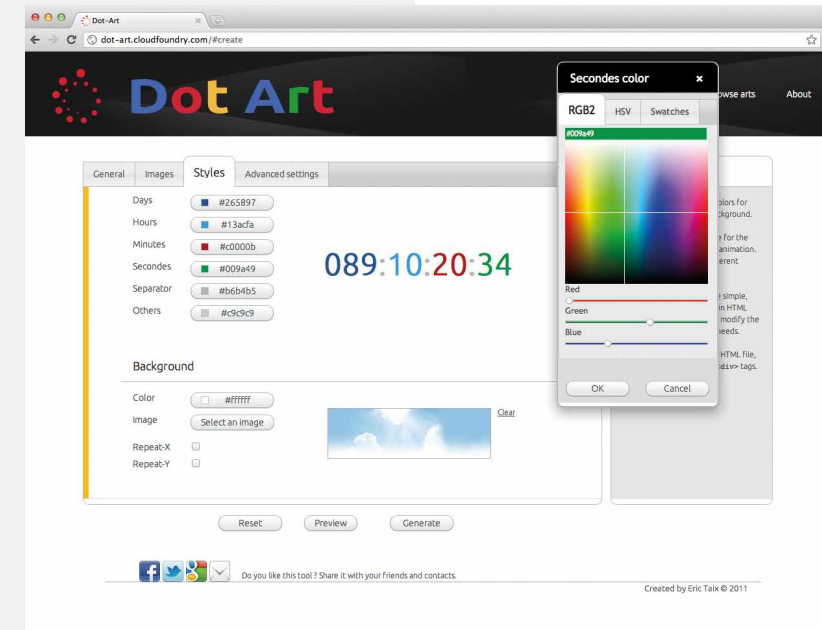 Dot-Art
dot-art.cloudfoundry.com/#create
Dot Art
owse arts
About
General
Images
Styles
Advanced settings
Days
#265897
Hours
#13acfa
Minutes
#c0000b
Secondes
#009a49
Separator
#b6b4b5
Others
#c9c9c9
089:10:20:34
Background
Color
#ffffff
Image
Select an image
Clear
Repeat-X
Repeat-Y
Reset
Preview
Generate
Secondes color
x
RGB2
HSV
Swatches
#009a49
Red
Green
Blue
OK
Cancel
olors for
kground.
e for the
animation.
erent
e simple,
in HTML
modify the
needs.
HTML file,
<div> tags.
Do you like this tool ? Share it with your friends and contacts.
Created by Eric Taix © 2011